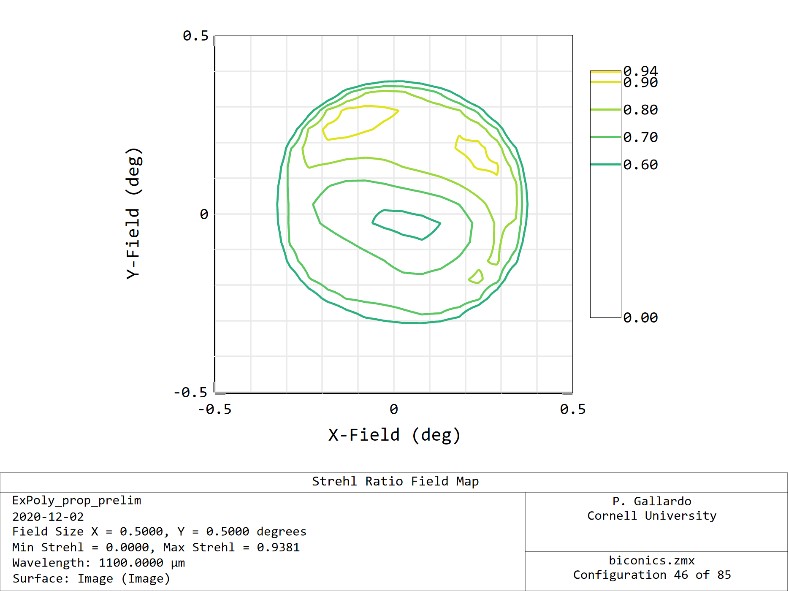 0.5
0
-0.5
-0.5
0
0.5
Y-Field (deg)
X-Field (deg)
0.94
0.90
0.80
0.70
0.60
0.00
Strehl Ratio Field Map
ExPoly_prop_prelim
2020-12-02
Field Size X = 0.5000, Y = 0.5000 degrees
Min Strehl = 0.0000, Max Strehl = 0.9381
Wavelength: 1100.0000 µm
Surface: Image (Image)
P. Gallardo
Cornell University
biconics.zmx
Configuration 46 of 85